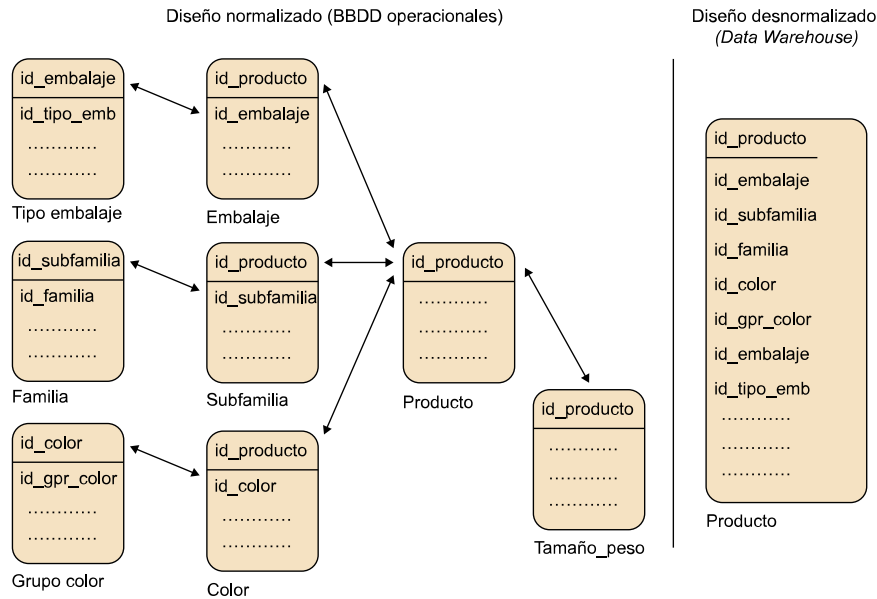 Diseño normalizado (BBDD operacionales)
id_embalaje
id_tipo_emb
............
............
Tipo embalaje
id_producto
id_embalaje
............
............
Embalaje
id_subfamilia
id_familia
............
............
Familia
id_producto
id_subfamilia
............
............
Subfamilia
id_color
id_gpr_color
............
............
Grupo color
id_producto
id_color
............
............
Color
id_producto
............
............
............
Producto
id_producto
............
............
............
Tamaño_peso
Diseño desnormalizado
(Data Warehouse)
id_producto
id_embalaje
id_subfamilia
id_familia
id_color
id_gpr_color
id_embalaje
id_tipo_emb
............
............
............
Producto